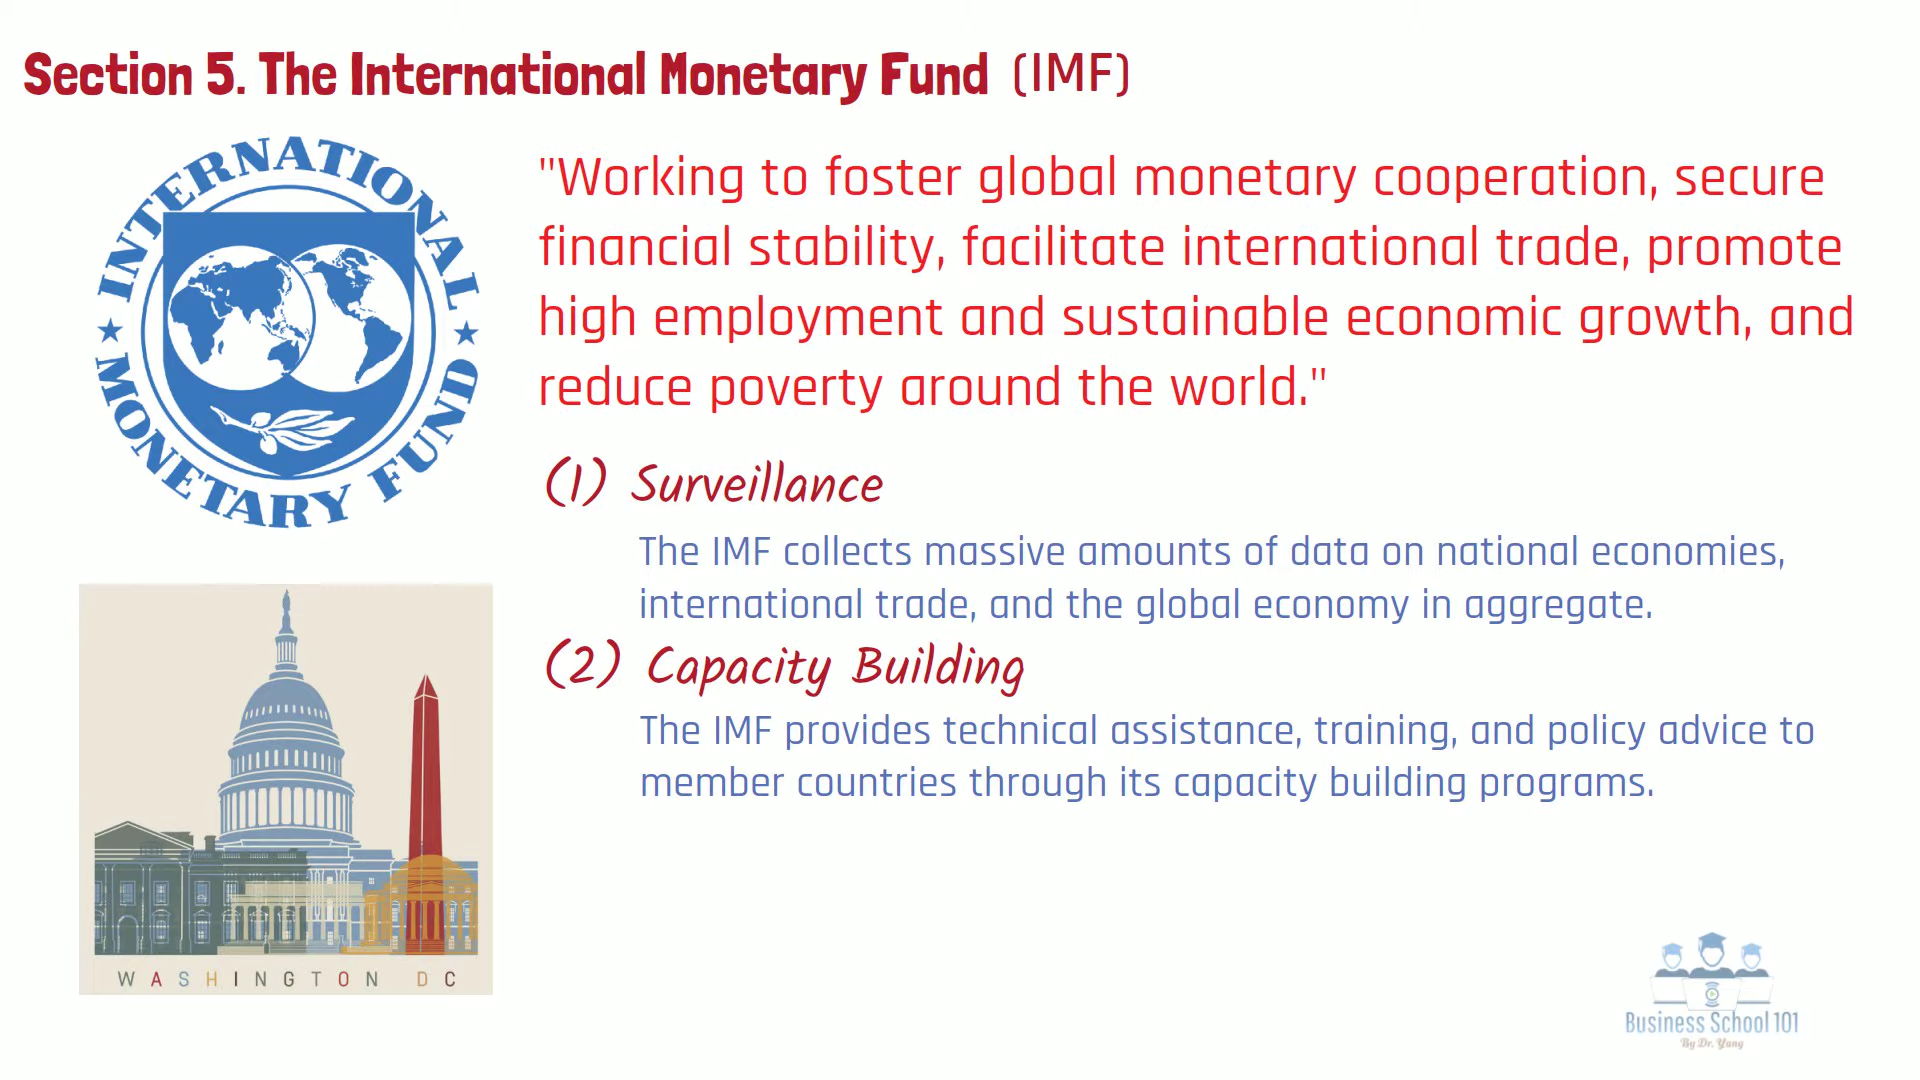 Section 5. The International Monetary Fund (IMF)
INTERNATIONAL
MONETARY FUND
"Working to foster global monetary cooperation, secure
financial stability, facilitate international trade, promote
high employment and sustainable economic growth, and
reduce poverty around the world."
(1) Surveillance
The IMF collects massive amounts of data on national economies,
international trade, and the global economy in aggregate.
(2) Capacity Building
The IMF provides technical assistance, training, and policy advice to
member countries through its capacity building programs.
WASHINGTON DC
Business School 101
By Dr. Yang